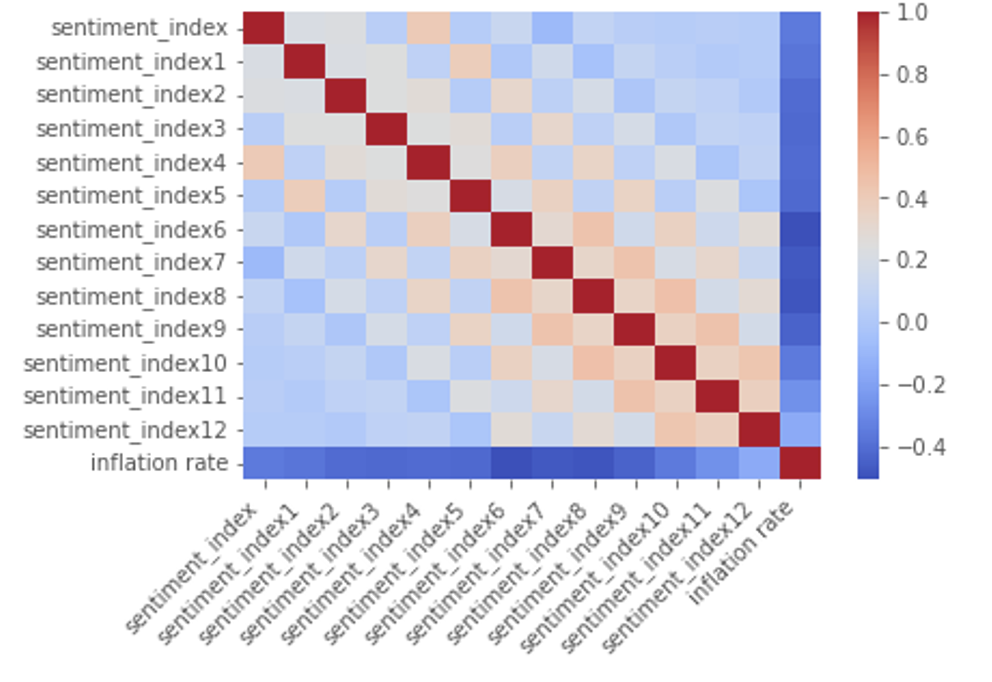 sentiment_index
sentiment_index1
sentiment_index2
sentiment_index3
sentiment_index4
sentiment_index5
sentiment_index6
sentiment_index7
sentiment_index8
sentiment_index9
sentiment_index10
sentiment_index11
sentiment_index12
inflation rate
sentiment_index
sentiment_index1
sentiment_index2
sentiment_index3
sentiment_index4
sentiment_index5
sentiment_index6
sentiment_index7
sentiment_index8
sentiment_index9
sentiment_index10
sentiment_index11
sentiment_index12
inflation rate
1.0
0.8
0.6
0.4
0.2
0.0
−0.2
−0.4